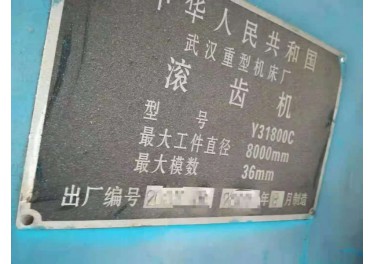 中华人民共和国
武汉重型机床厂
滚齿机
型号 Y31800C
最大工件直径 8000mm
最大模数 36mm
出厂编号 年 月制造